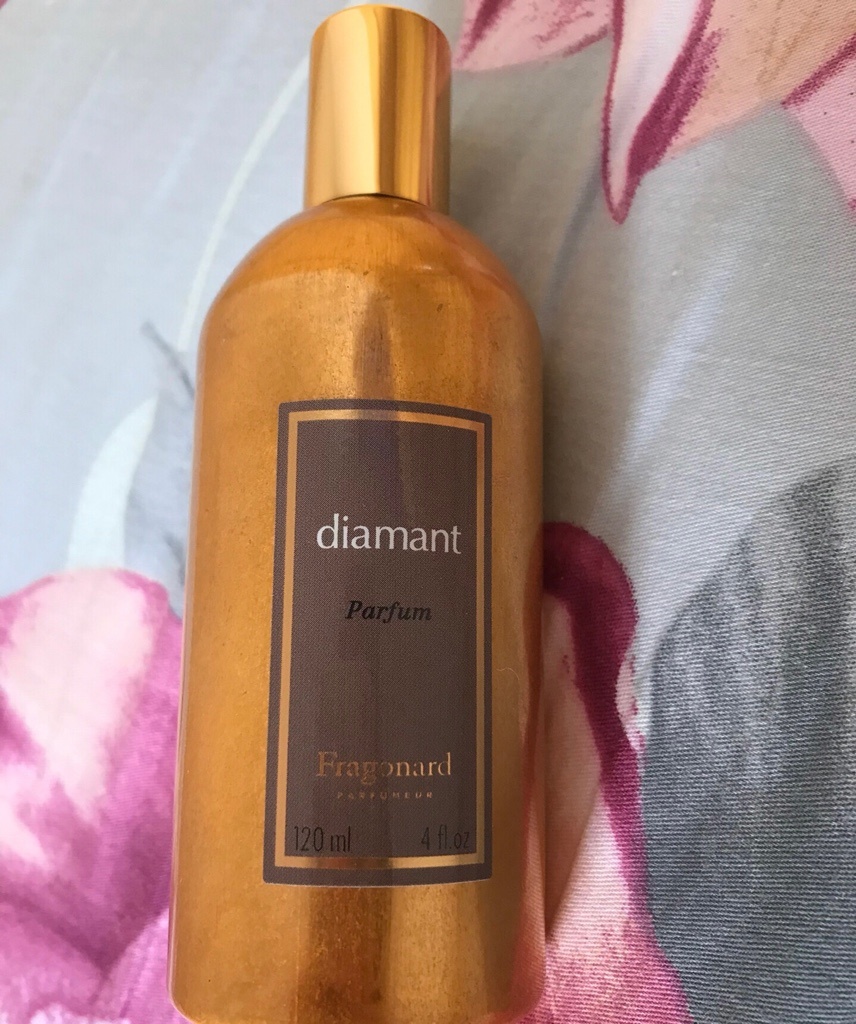 diamant
Parfum
Fragonard
PARFUMEUR
120 ml 4 fl.oz